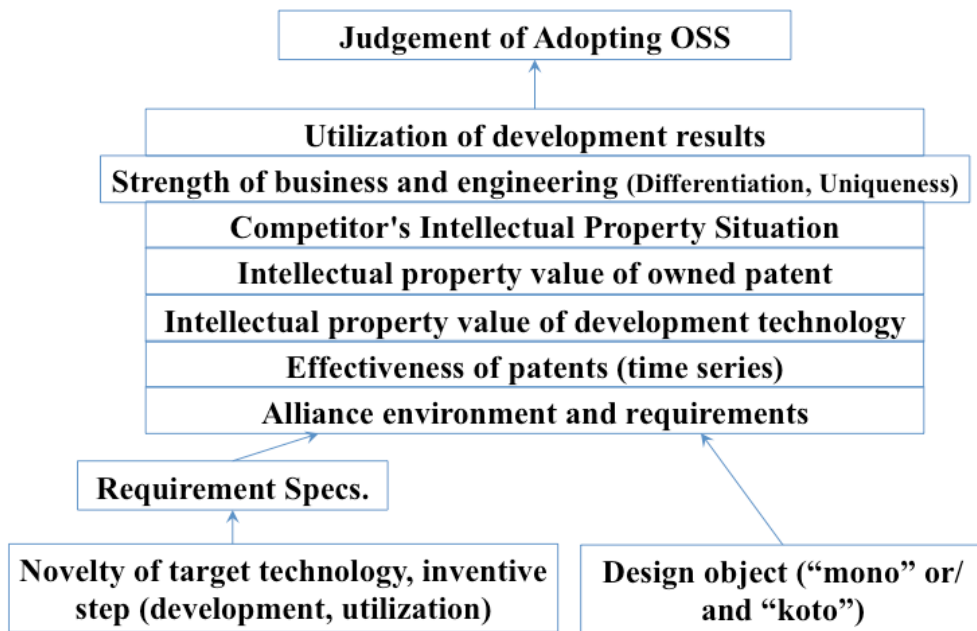 Judgement of Adopting OSS
Utilization of development results
Strength of business and engineering (Differentiation, Uniqueness)
Competitor's Intellectual Property Situation
Intellectual property value of owned patent
Intellectual property value of development technology
Effectiveness of patents (time series)
Alliance environment and requirements
Requirement Specs.
Novelty of target technology, inventive
step (development, utilization)
Design object (“mono” or/
and “koto”)